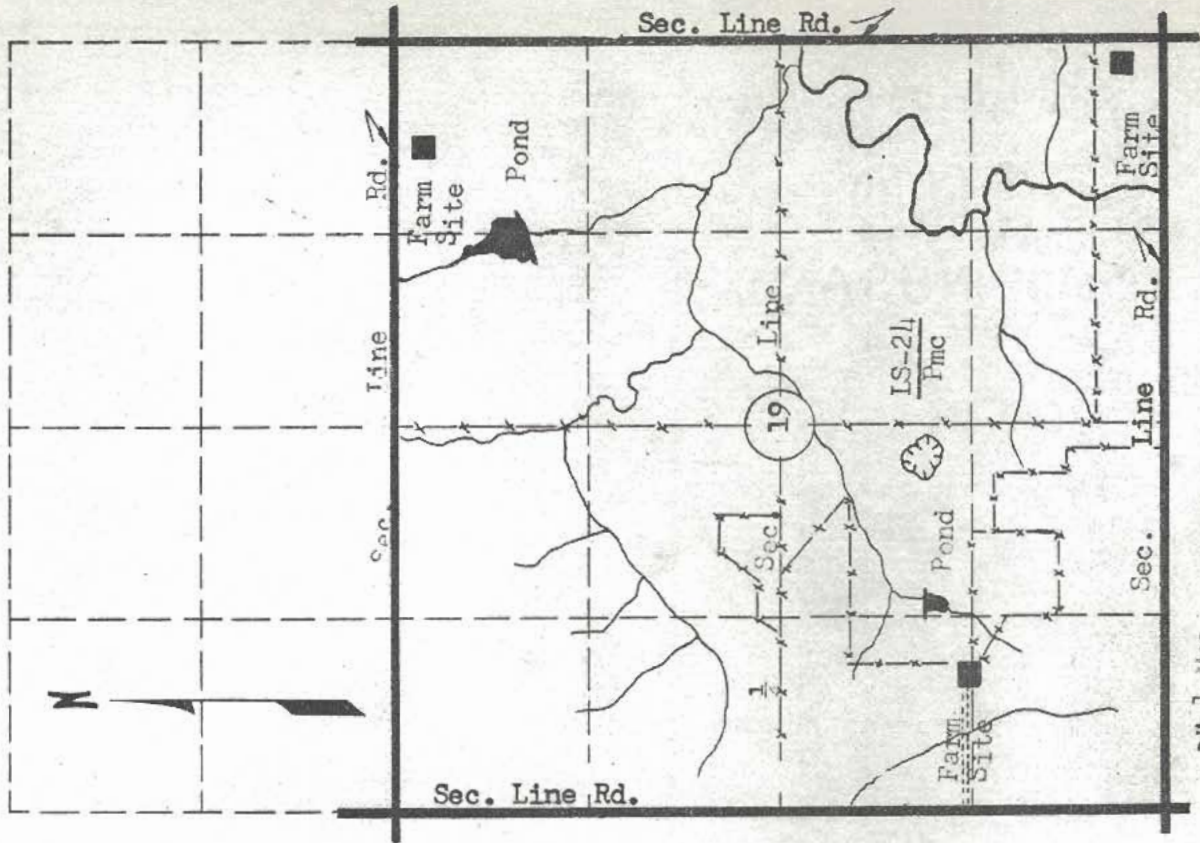 Sec. Line Rd.
Sec. Line Rd.
Farm
Site
Pond
Farm
Site
N
1/2 Sec Line
19
LS-24
Pmc
Pond
Farm
Site
Sec. Line Rd.
Sec. Line Rd.